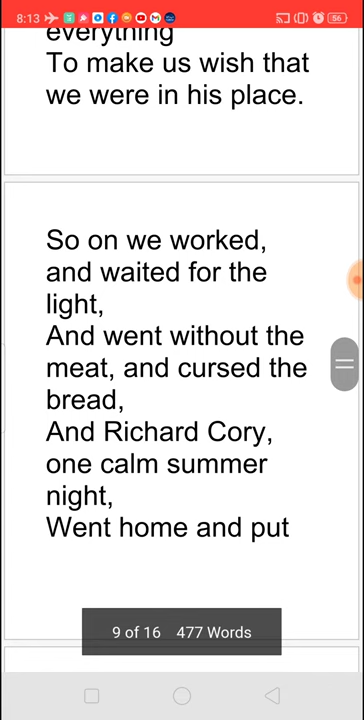 8:13
56
everything
To make us wish that
we were in his place.
So on we worked,
and waited for the
light,
And went without the
meat, and cursed the
bread,
And Richard Cory,
one calm summer
night,
Went home and put
9 of 16 477 Words